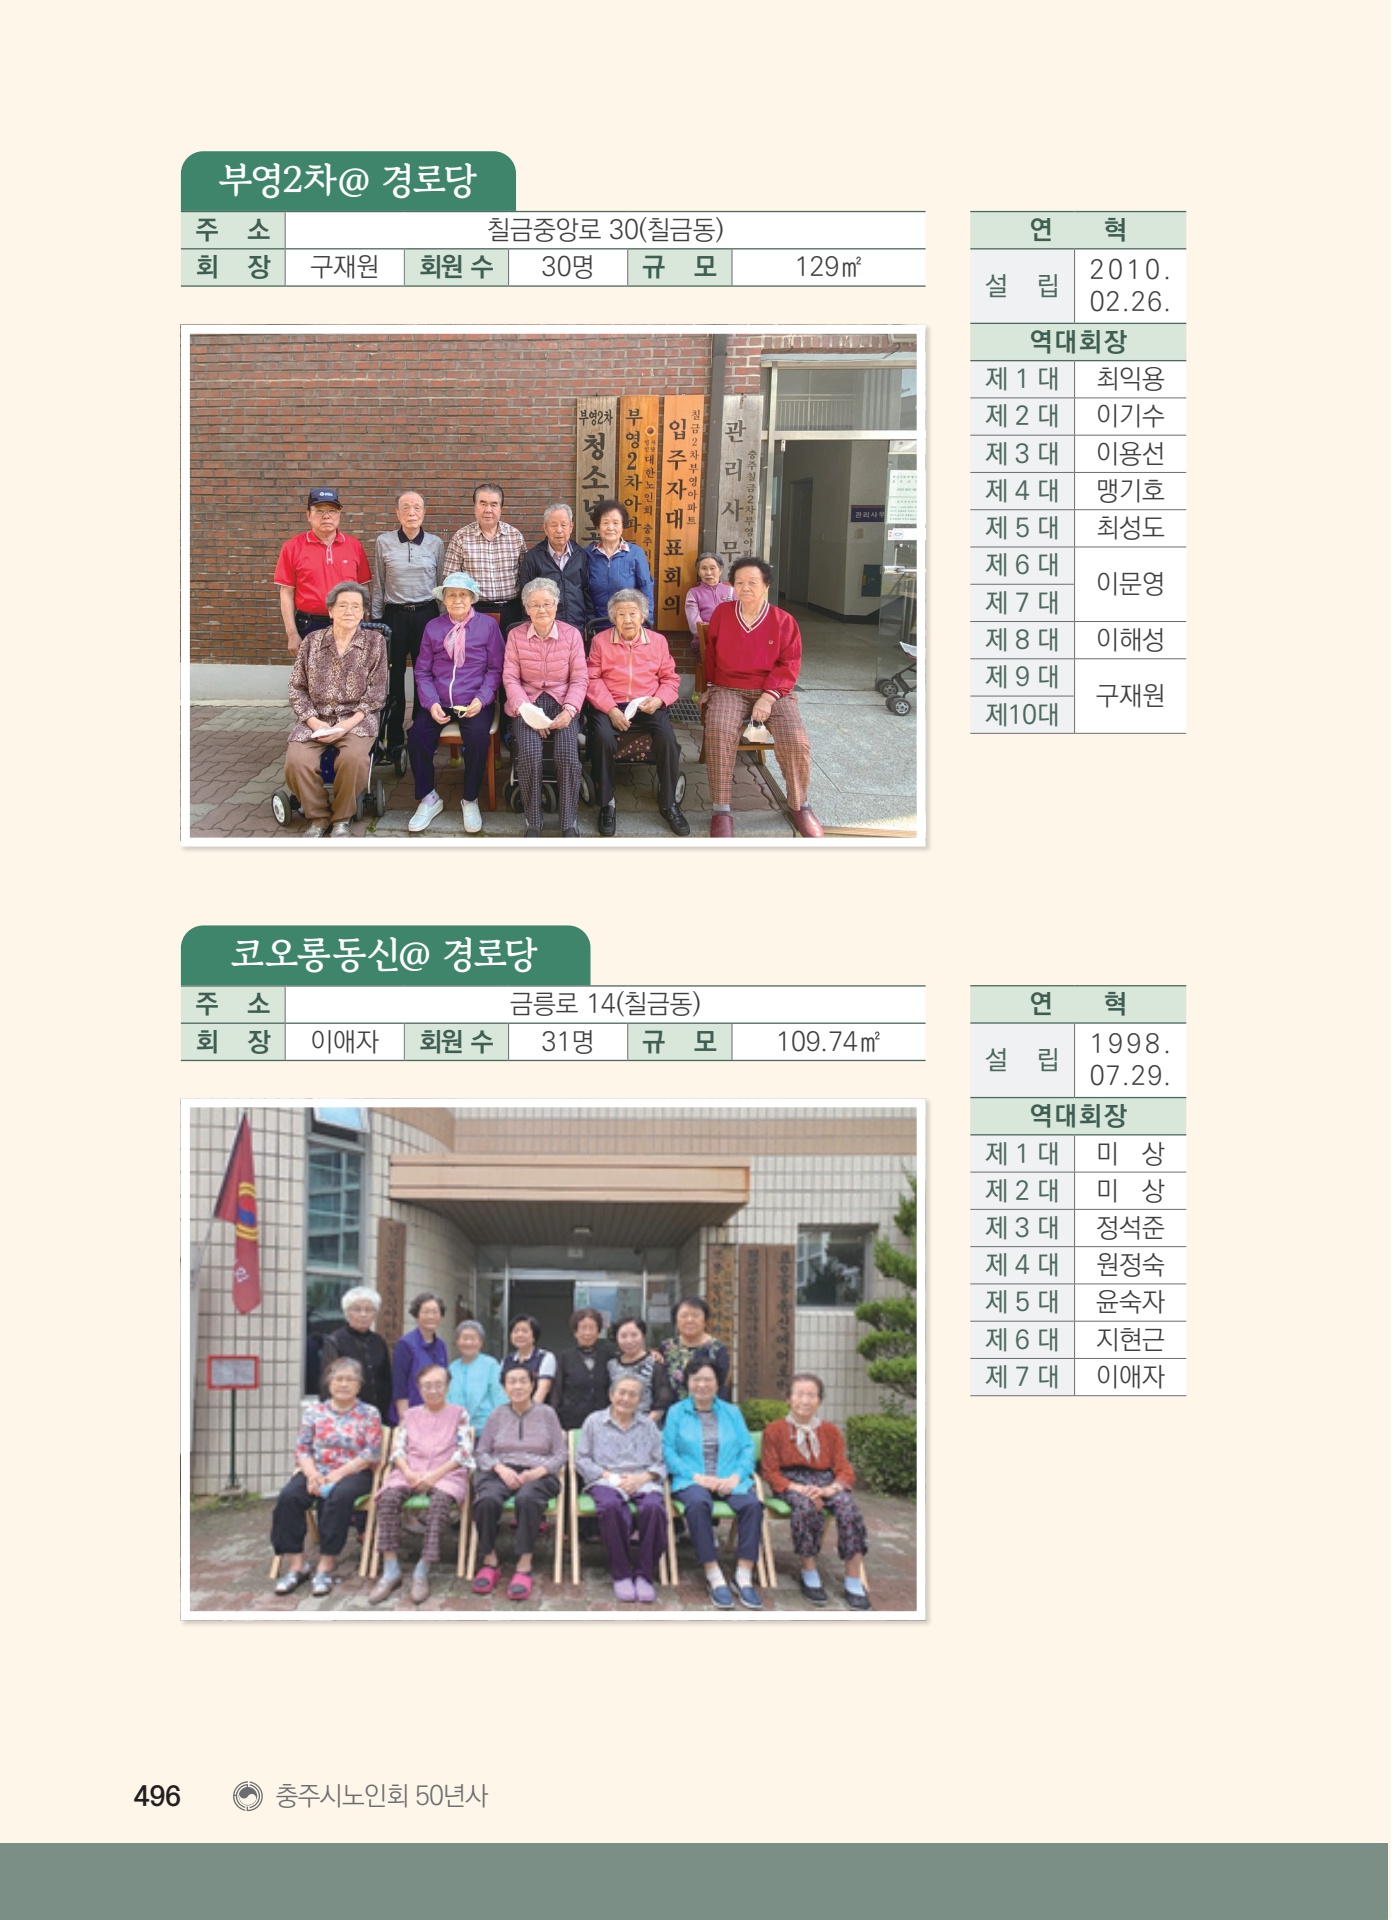 부영2차@ 경로당
주 소 칠금중앙로 30(칠금동)
회 장 구재원 회원 수 30명 규 모 129㎡
연 혁
설 립 2010. 02.26.
역대회장
제 1 대 최익용
제 2 대 이기수
제 3 대 이용선
제 4 대 맹기호
제 5 대 최성도
제 6 대 이문영
제 7 대
제 8 대 이해성
제 9 대 구재원
제10대
부영2차
청소년
부영2차아파
대한노인회 충주시
칠금2차부영아파트
입주자대표회의
충주칠금2차부영아파
관리사무
관리사무
코오롱동신@ 경로당
주 소 금릉로 14(칠금동)
회 장 이애자 회원 수 31명 규 모 109.74㎡
연 혁
설 립 1998. 07.29.
역대회장
제 1 대 미 상
제 2 대 미 상
제 3 대 정석준
제 4 대 원정숙
제 5 대 윤숙자
제 6 대 지현근
제 7 대 이애자
496 충주시노인회 50년사